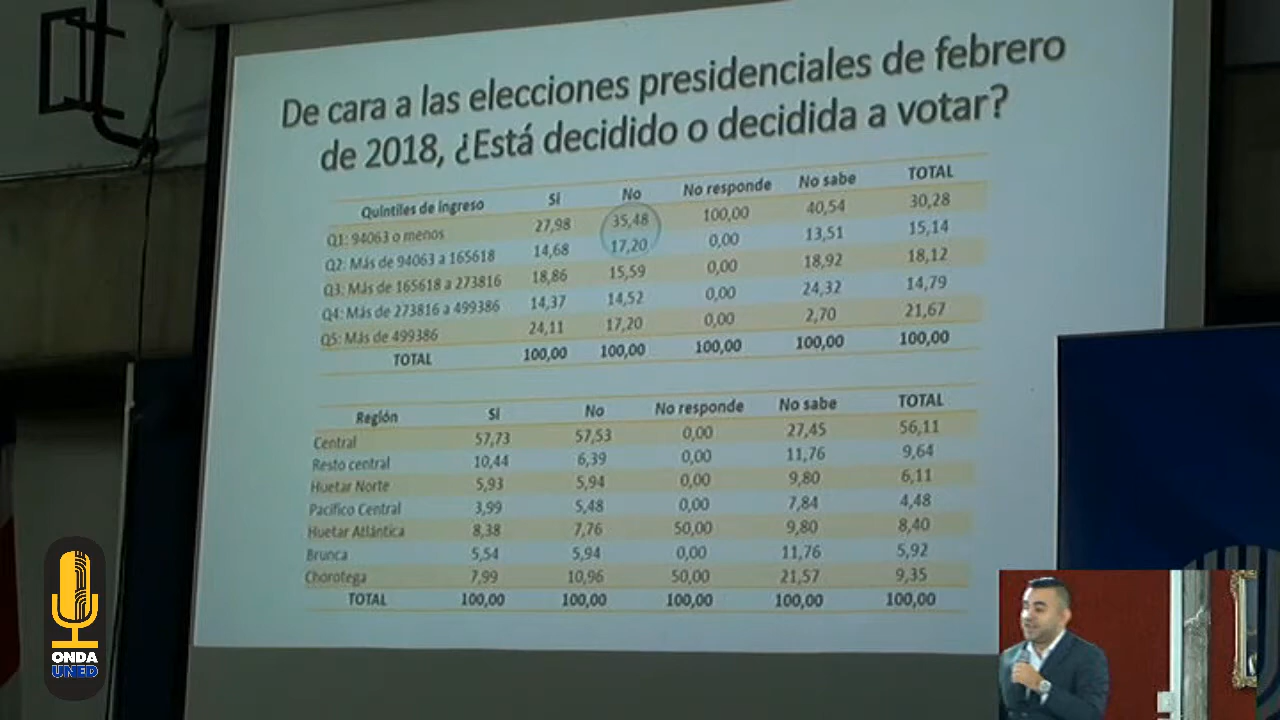 De cara a las elecciones presidenciales de febrero
de 2018, ¿Está decidido o decidida a votar?
Quintiles de ingreso Sí No No responde No sabe TOTAL
Q1: 94063 o menos 27,98 35,48 100,00 40,54 30,28
Q2: Más de 94063 a 165618 14,68 17,20 0,00 13,51 15,14
Q3: Más de 165618 a 273816 18,86 15,59 0,00 18,92 18,12
Q4: Más de 273816 a 499386 14,37 14,52 0,00 24,32 14,79
Q5: Más de 499386 24,11 17,20 0,00 2,70 21,67
TOTAL 100,00 100,00 100,00 100,00 100,00
Región Sí No No responde No sabe TOTAL
Central 57,73 57,53 0,00 27,45 56,11
Resto central 10,44 6,39 0,00 11,76 9,64
Huetar Norte 5,93 5,94 0,00 9,80 6,11
Pacífico Central 3,99 5,48 0,00 7,84 4,48
Huetar Atlántica 8,38 7,76 50,00 9,80 8,40
Brunca 5,54 5,94 0,00 11,76 5,92
Chorotega 7,99 10,96 50,00 21,57 9,35
TOTAL 100,00 100,00 100,00 100,00 100,00
ONDA
UNED